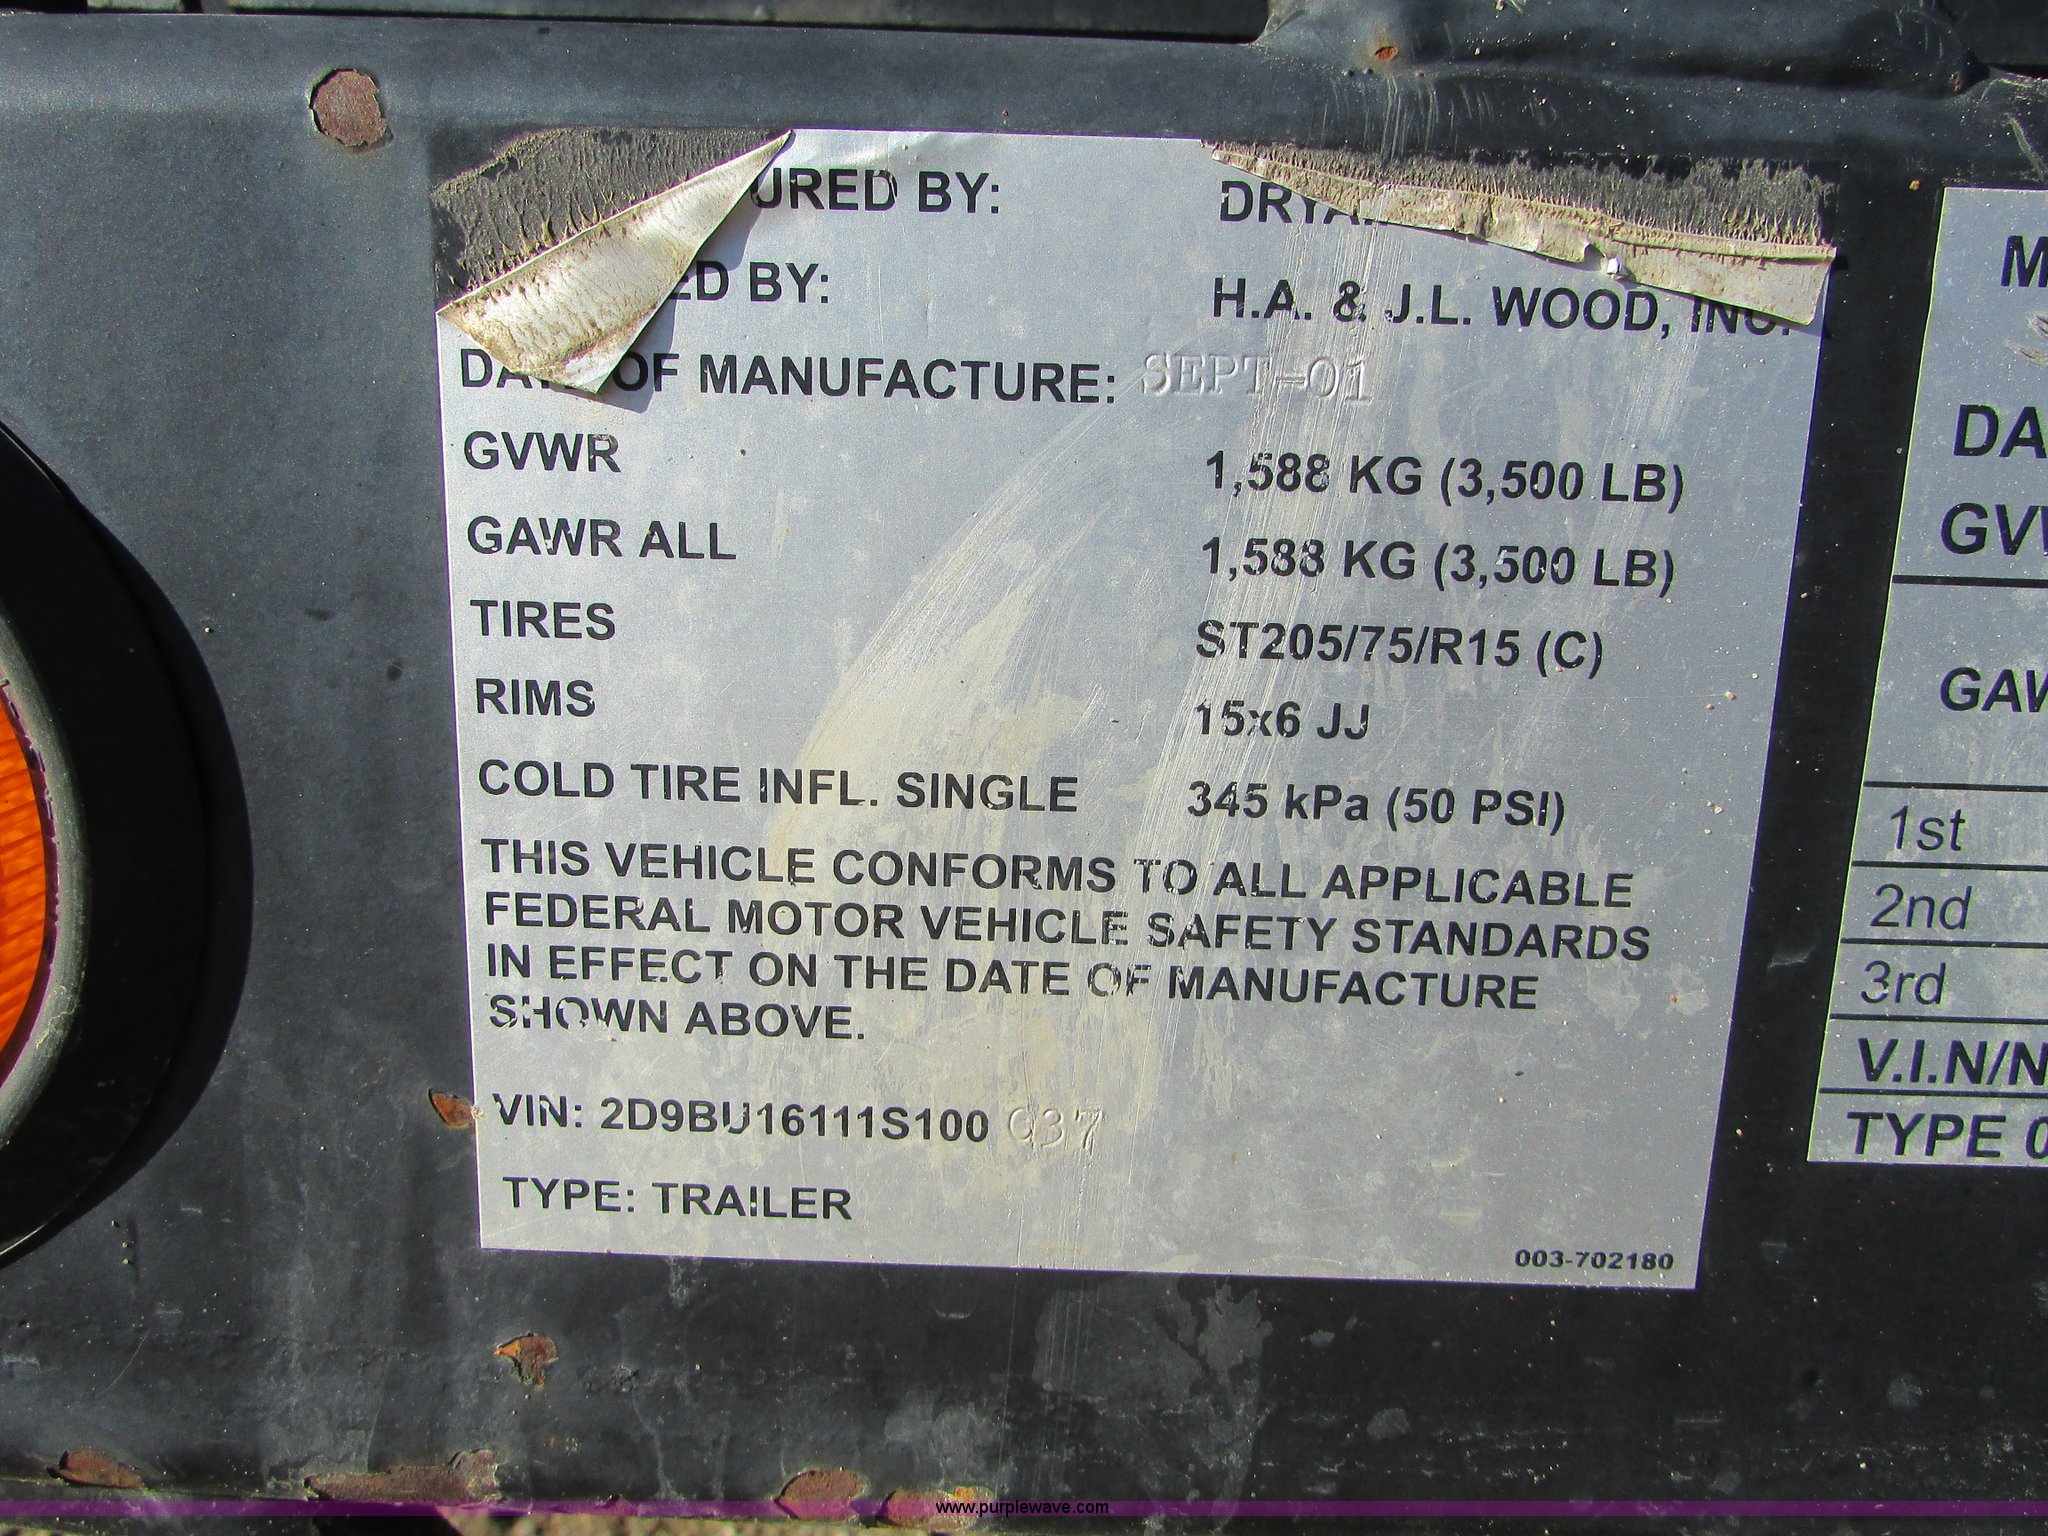 URED BY: DRYA
ED BY: H.A. & J.L. WOOD, INC.
DATE OF MANUFACTURE: SEPT-01
GVWR 1,588 KG (3,500 LB)
GAWR ALL 1,588 KG (3,500 LB)
TIRES ST205/75/R15 (C)
RIMS 15x6 JJ
COLD TIRE INFL. SINGLE 345 kPa (50 PSI)
THIS VEHICLE CONFORMS TO ALL APPLICABLE
FEDERAL MOTOR VEHICLE SAFETY STANDARDS
IN EFFECT ON THE DATE OF MANUFACTURE
SHOWN ABOVE.
VIN: 2D9BU16111S100 037
TYPE: TRAILER
003-702180
M
DA
GV
GAW
1st
2nd
3rd
V.I.N/N
TYPE
www.purplewave.com